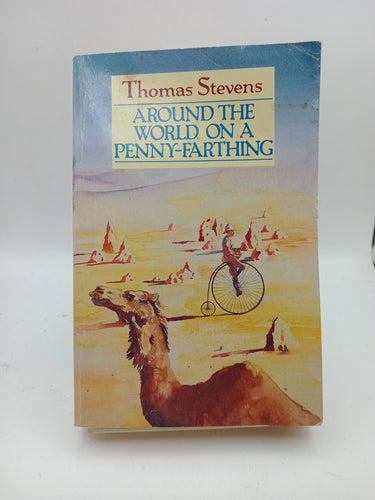 Thomas Stevens
AROUND THE
WORLD ON A
PENNY-FARTHING